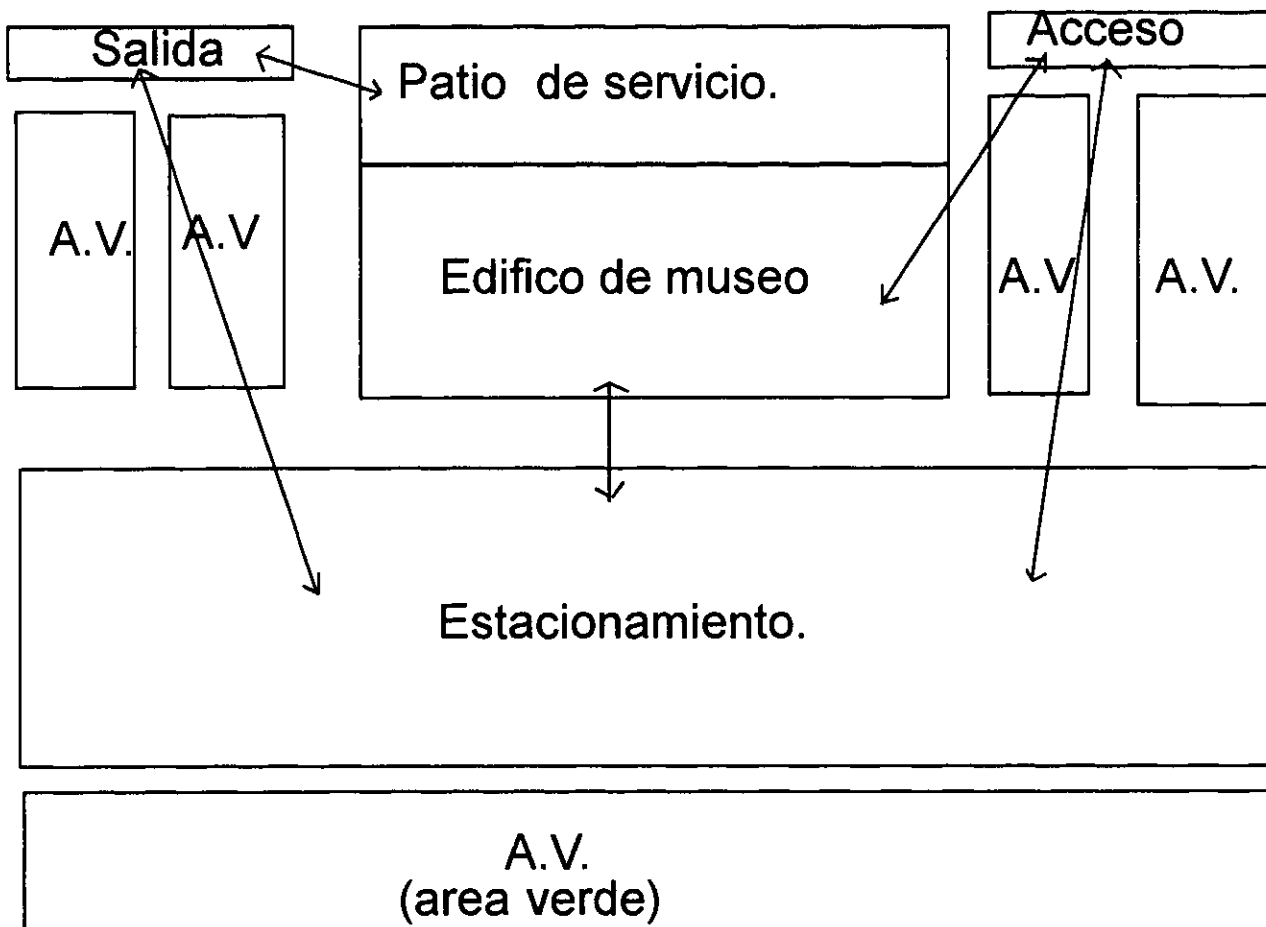 Salida
Acceso
Patio de servicio.
A.V.
A.V
Edifico de museo
A.V
A.V.
Estacionamiento.
A.V.
(area verde)